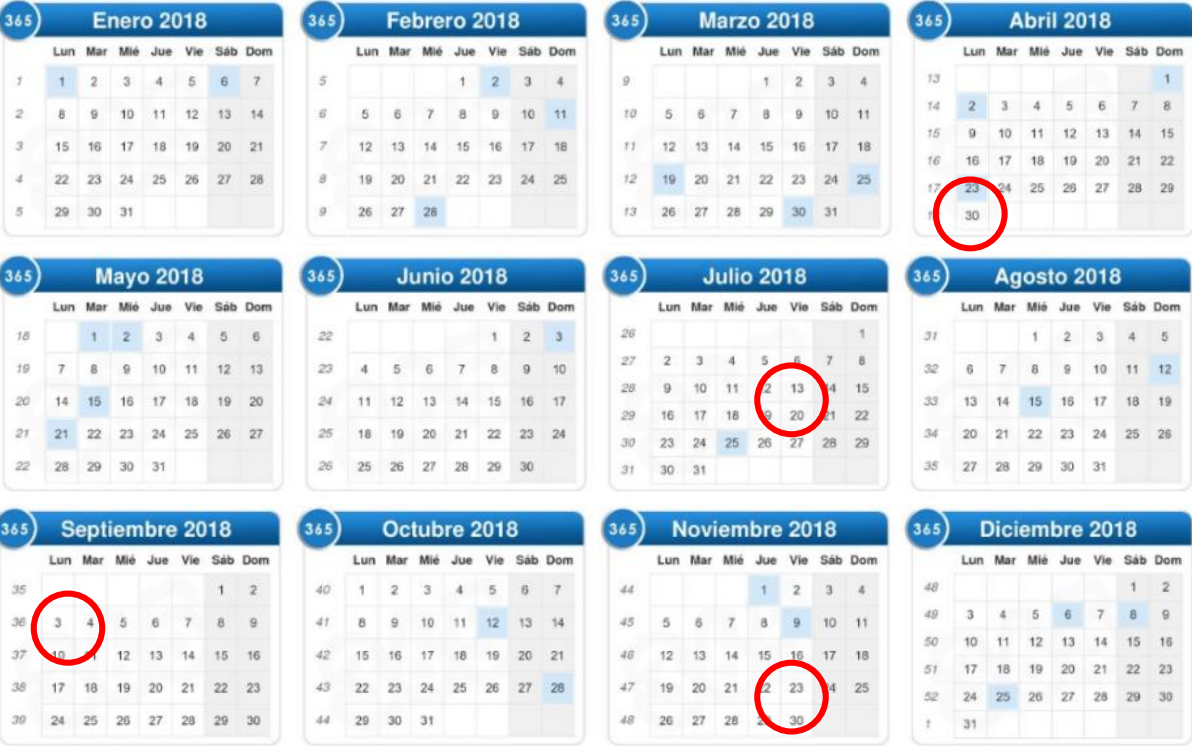 365 Enero 2018
Lun Mar Mié Jue Vie Sáb Dom
1 1 2 3 4 5 6 7
2 8 9 10 11 12 13 14
3 15 16 17 18 19 20 21
4 22 23 24 25 26 27 28
5 29 30 31
365 Febrero 2018
Lun Mar Mié Jue Vie Sáb Dom
5 1 2 3 4
6 5 6 7 8 9 10 11
7 12 13 14 15 16 17 18
8 19 20 21 22 23 24 25
9 26 27 28
365 Marzo 2018
Lun Mar Mié Jue Vie Sáb Dom
9 1 2 3 4
10 5 6 7 8 9 10 11
11 12 13 14 15 16 17 18
12 19 20 21 22 23 24 25
13 26 27 28 29 30 31
365 Abril 2018
Lun Mar Mié Jue Vie Sáb Dom
13 1
14 2 3 4 5 6 7 8
15 9 10 11 12 13 14 15
16 16 17 18 19 20 21 22
17 23 24 25 26 27 28 29
30
365 Mayo 2018
Lun Mar Mié Jue Vie Sáb Dom
18 1 2 3 4 5 6
19 7 8 9 10 11 12 13
20 14 15 16 17 18 19 20
21 21 22 23 24 25 26 27
22 28 29 30 31
365 Junio 2018
Lun Mar Mié Jue Vie Sáb Dom
22 1 2 3
23 4 5 6 7 8 9 10
24 11 12 13 14 15 16 17
25 18 19 20 21 22 23 24
26 25 26 27 28 29 30
365 Julio 2018
Lun Mar Mié Jue Vie Sáb Dom
26 1
27 2 3 4 5 6 7 8
28 9 10 11 12 13 14 15
29 16 17 18 19 20 21 22
30 23 24 25 26 27 28 29
31 30 31
365 Agosto 2018
Lun Mar Mié Jue Vie Sáb Dom
31 1 2 3 4 5
32 6 7 8 9 10 11 12
33 13 14 15 16 17 18 19
34 20 21 22 23 24 25 26
35 27 28 29 30 31
365 Septiembre 2018
Lun Mar Mié Jue Vie Sáb Dom
35 1 2
36 3 4 5 6 7 8 9
37 10 11 12 13 14 15 16
38 17 18 19 20 21 22 23
39 24 25 26 27 28 29 30
365 Octubre 2018
Lun Mar Mié Jue Vie Sáb Dom
40 1 2 3 4 5 6 7
41 8 9 10 11 12 13 14
42 15 16 17 18 19 20 21
43 22 23 24 25 26 27 28
44 29 30 31
365 Noviembre 2018
Lun Mar Mié Jue Vie Sáb Dom
44 1 2 3 4
45 5 6 7 8 9 10 11
46 12 13 14 15 16 17 18
47 19 20 21 22 23 24 25
48 26 27 28 29 30
365 Diciembre 2018
Lun Mar Mié Jue Vie Sáb Dom
48 1 2
49 3 4 5 6 7 8 9
50 10 11 12 13 14 15 16
51 17 18 19 20 21 22 23
52 24 25 26 27 28 29 30
1 31